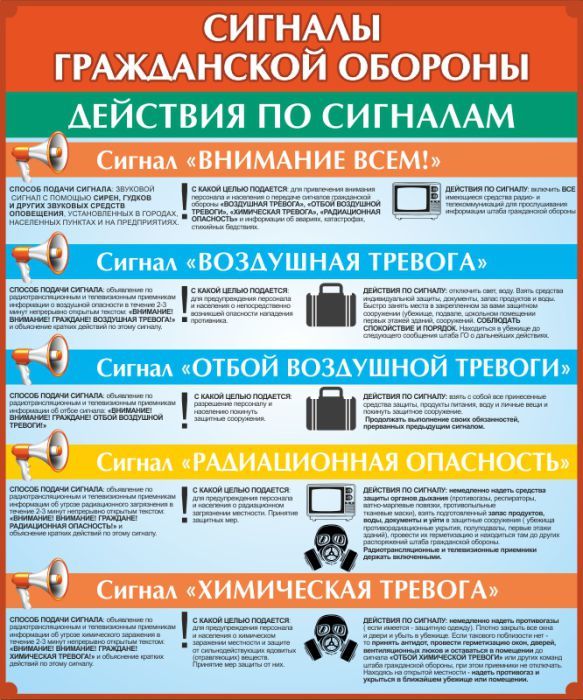 СИГНАЛЫ
ГРАЖДАНСКОЙ ОБОРОНЫ
ДЕЙСТВИЯ ПО СИГНАЛАМ
Сигнал «ВНИМАНИЕ ВСЕМ!»
СПОСОБ ПОДАЧИ СИГНАЛА: ЗВУКОВОЙ
СИГНАЛ С ПОМОЩЬЮ СИРЕН, ГУДКОВ
И ДРУГИХ ЗВУКОВЫХ СРЕДСТВ
ОПОВЕЩЕНИЯ, УСТАНОВЛЕННЫХ В ГОРОДАХ,
НАСЕЛЕННЫХ ПУНКТАХ И НА ПРЕДПРИЯТИЯХ.
!
С КАКОЙ ЦЕЛЬЮ ПОДАЕТСЯ: для привлечения внимания
персонала и населения о передаче сигналов гражданской
обороны «ВОЗДУШНАЯ ТРЕВОГА», «ОТБОЙ ВОЗДУШНОЙ
ТРЕВОГИ», «ХИМИЧЕСКАЯ ТРЕВОГА», «РАДИАЦИОННАЯ
ОПАСНОСТЬ» и информации об авариях, катастрофах,
стихийных бедствиях.
ДЕЙСТВИЯ ПО СИГНАЛУ: включить ВСЕ
имеющиеся средства радио- и
телекоммуникаций для прослушивания
информации штаба гражданской обороны
Сигнал «ВОЗДУШНАЯ ТРЕВОГА»
СПОСОБ ПОДАЧИ СИГНАЛА: объявление по
радиотрансляционным и телевизионным приемникам
информации о воздушной опасности в течение 2-3
минут непрерывно открытым текстом: «ВНИМАНИЕ!
ВНИМАНИЕ! ГРАЖДАНЕ! ВОЗДУШНАЯ ТРЕВОГА!»
и объяснение кратких действий по этому сигналу.
!
С КАКОЙ ЦЕЛЬЮ ПОДАЕТСЯ:
для предупреждения персонала
и населения о непосредственно
возникшей опасности нападения
противника.
ДЕЙСТВИЯ ПО СИГНАЛУ: отключить свет, воду. Взять средства
индивидуальной защиты, документы, запас продуктов и воды.
Быстро занять места в закрепленном за вами защитном
сооружении (убежище, подвале, цокольном помещении
первых этажей зданий, сооружений. СОБЛЮДАТЬ
СПОКОЙСТВИЕ И ПОРЯДОК. Находиться в убежище до
следующего сообщения штаба ГО о дальнейших действиях.
Сигнал «ОТБОЙ ВОЗДУШНОЙ ТРЕВОГИ»
СПОСОБ ПОДАЧИ СИГНАЛА: объявление по
радиотрансляционным и телевизионным приемникам
информации об отбое сигнала: «ВНИМАНИЕ!
ВНИМАНИЕ! ГРАЖДАНЕ! ОТБОЙ ВОЗДУШНОЙ
ТРЕВОГИ!»
!
С КАКОЙ ЦЕЛЬЮ ПОДАЕТСЯ:
разрешение персоналу и
населению покинуть
защитные сооружения.
ДЕЙСТВИЯ ПО СИГНАЛУ: взять с собой все принесенные
средства защиты, продукты питания, воду и личные вещи и
покинуть защитное сооружение.
Продолжать выполнение своих обязанностей,
прерванных предыдущим сигналом.
Сигнал «РАДИАЦИОННАЯ ОПАСНОСТЬ»
СПОСОБ ПОДАЧИ СИГНАЛА: объявление по
радиотрансляционным и телевизионным приемникам
информации об угрозе радиационного загрязнения в
течение 2-3 минут непрерывно открытым текстом:
«ВНИМАНИЕ! ВНИМАНИЕ! ГРАЖДАНЕ!
РАДИАЦИОННАЯ ОПАСНОСТЬ!» и
объяснение кратких действий по этому сигналу.
!
С КАКОЙ ЦЕЛЬЮ ПОДАЕТСЯ:
для предупреждения персонала
и населения о радиационном
загрязнении местности. Принятие
защитных мер.
ДЕЙСТВИЯ ПО СИГНАЛУ: немедленно надеть средства
защиты органов дыхания (противогазы, респираторы,
ватно-марлевые повязки, противопыльные
тканевые маски), взять подготовленный запас продуктов,
воды, документы и уйти в защитные сооружения ( убежища
противорадиационные укрытия, полуподвалы, первые этажи
зданий), провести их герметизацию и находиться там до других
распоряжений штаба гражданской обороны.
Радиотрансляционные и телевизионные приемники
держать включенными.
Сигнал «ХИМИЧЕСКАЯ ТРЕВОГА»
СПОСОБ ПОДАЧИ СИГНАЛА: объявление по
радиотрансляционным и телевизионным приемникам
информации об угрозе химического заражения в
течение 2-3 минут непрерывно открытым текстом:
«ВНИМАНИЕ! ВНИМАНИЕ! ГРАЖДАНЕ!
ХИМИЧЕСКАЯ ТРЕВОГА!» и объяснение кратких
действий по этому сигналу.
!
С КАКОЙ ЦЕЛЬЮ ПОДАЕТСЯ:
для предупреждения персонала
и населения о химическом
заражении местности и защите
от сильнодействующих ядовитых
(отравляющих) веществ.
Принятие мер защиты от них.
ДЕЙСТВИЯ ПО СИГНАЛУ: немедленно надеть противогазы
( если имеется - защитную одежду). Плотно закрыть все окна
и двери и убыть в убежище. Если такового поблизости нет -
то принять антидот, провести герметизацию окон, дверей,
вентиляционных люков и оставаться в помещении до
сигнала «ОТБОЙ ХИМИЧЕСКОЙ ТРЕВОГИ» или других команд
штаба гражданской обороны, при этом приемники не отключать.
Находясь на открытой местности - надеть противогаз и
укрыться в ближайшем убежище или помещении.